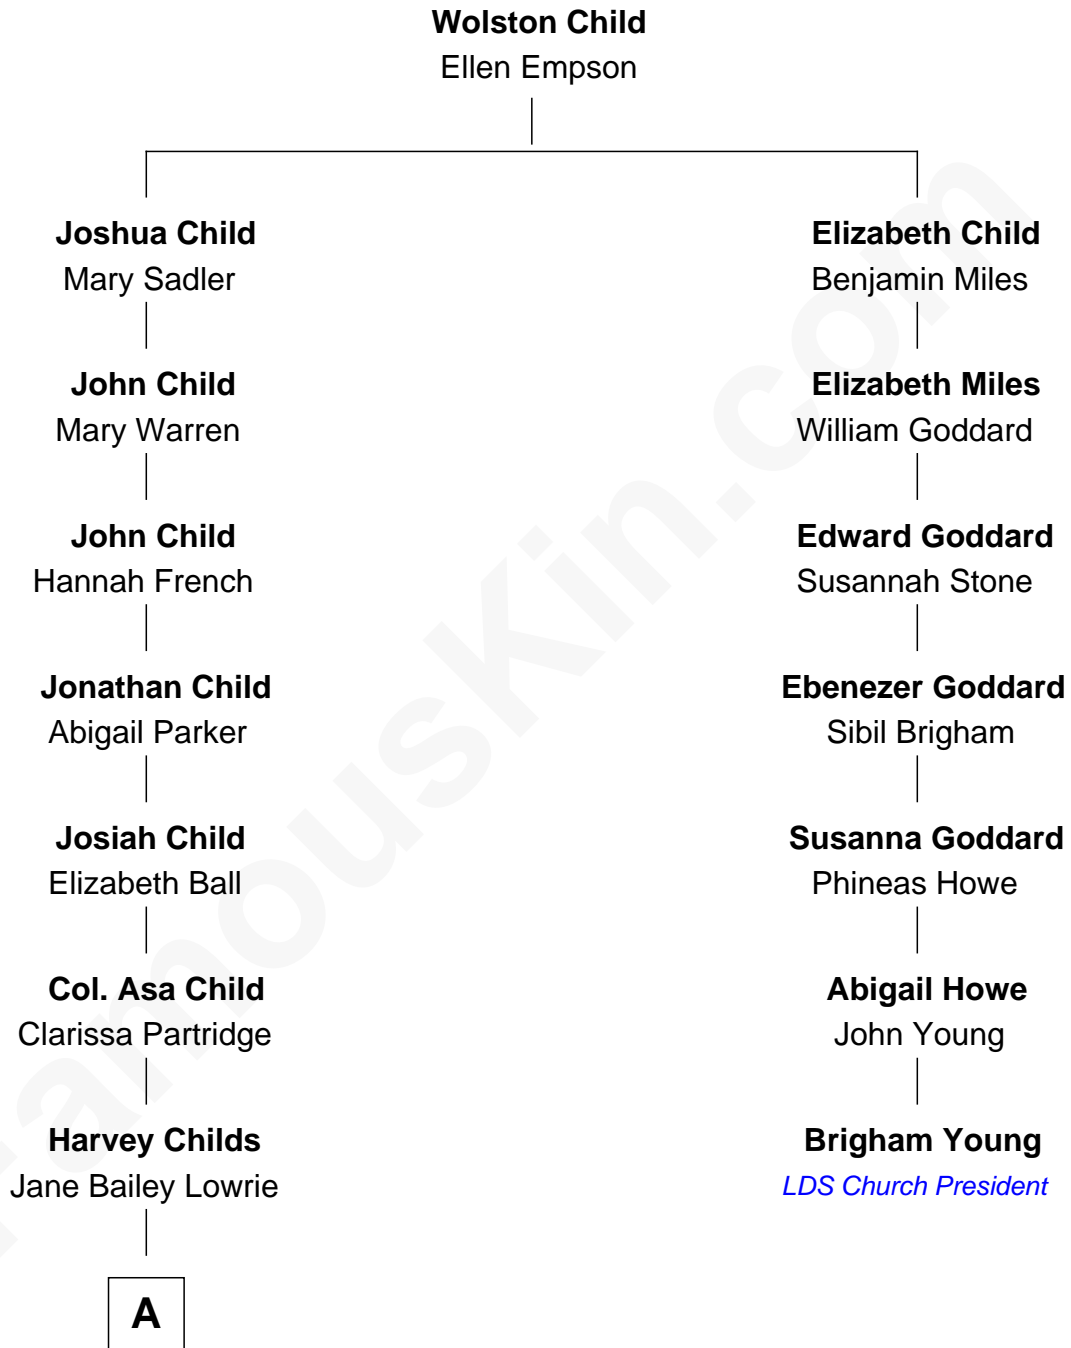 Wolston Child
Ellen Empson
Joshua Child
Mary Sadler
John Child
Mary Warren
John Child
Hannah French
Jonathan Child
Abigail Parker
Josiah Child
Elizabeth Ball
Col. Asa Child
Clarissa Partridge
Harvey Childs
Jane Bailey Lowrie
A
Elizabeth Child
Benjamin Miles
Elizabeth Miles
William Goddard
Edward Goddard
Susannah Stone
Ebenezer Goddard
Sibil Brigham
Susanna Goddard
Phineas Howe
Abigail Howe
John Young
Brigham Young
LDS Church President
FamousKin.com